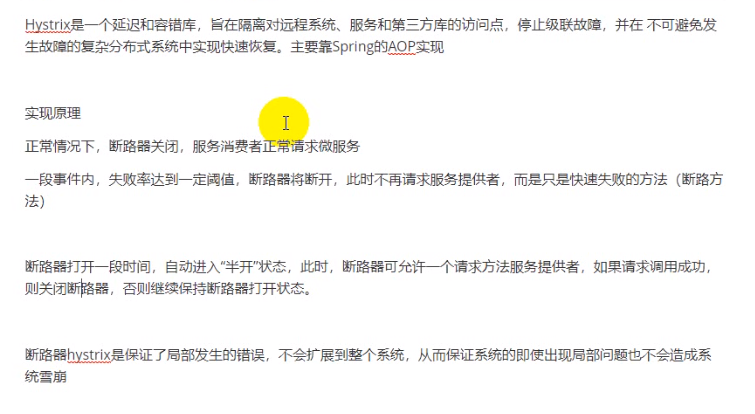 Hystrix是一个延迟和容错库，旨在隔离对远程系统、服务和第三方库的访问点，停止级联故障，并在 不可避免发
生故障的复杂分布式系统中实现快速恢复。主要靠Spring的AOP实现
实现原理
正常情况下，断路器关闭，服务消费者正常请求微服务
一段事件内，失败率达到一定阈值，断路器将断开，此时不再请求服务提供者，而是只是快速失败的方法（断路方
法）
断路器打开一段时间，自动进入“半开”状态，此时，断路器可允许一个请求方法服务提供者，如果请求调用成功，
则关闭断路器，否则继续保持断路器打开状态。
断路器hystrix是保证了局部发生的错误，不会扩展到整个系统，从而保证系统的即使出现局部问题也不会造成系
统雪崩